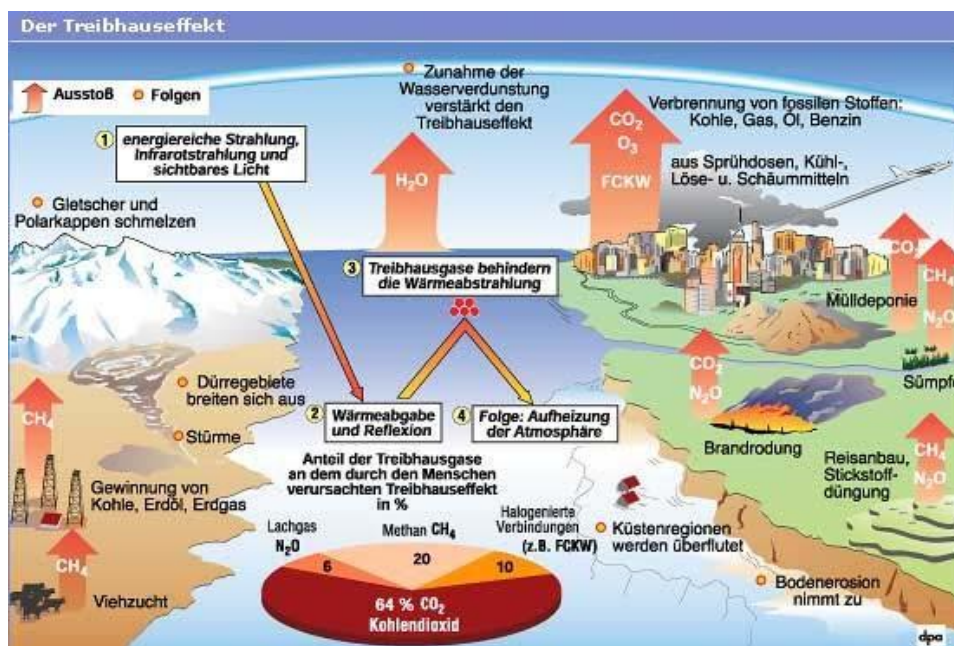 Der Treibhauseffekt
Ausstoß
Folgen
1
energiereiche Strahlung,
Infrarotstrahlung und
sichtbares Licht
Zunahme der
Wasserverdunstung
verstärkt den
Treibhauseffekt
H₂O
CO₂
O₃
FCKW
Verbrennung von fossilen Stoffen:
Kohle, Gas, Öl, Benzin
aus Sprühdosen, Kühl-,
Löse- u. Schäummitteln
Gletscher und
Polarkappen schmelzen
3
Treibhausgase behindern
die Wärmeabstrahlung
CO₂
CH₄
N₂O
Mülldeponie
Sümpfe
CO₂
N₂O
Brandrodung
Dürregebiete
breiten sich aus
Stürme
CH₄
Gewinnung von
Kohle, Erdöl, Erdgas
2
Wärmeabgabe
und Reflexion
4
Folge: Aufheizung
der Atmosphäre
Reisanbau,
Stickstoff-
düngung
CH₄
N₂O
Anteil der Treibhausgase
an dem durch den Menschen
verursachten Treibhauseffekt
in %
Lachgas
N₂O
Methan CH₄
Halogenierte
Verbindungen
(z.B. FCKW)
6
20
10
64 % CO₂
Kohlendioxid
Küstenregionen
werden überflutet
Bodenerosion
nimmt zu
CH₄
Viehzucht
dpa